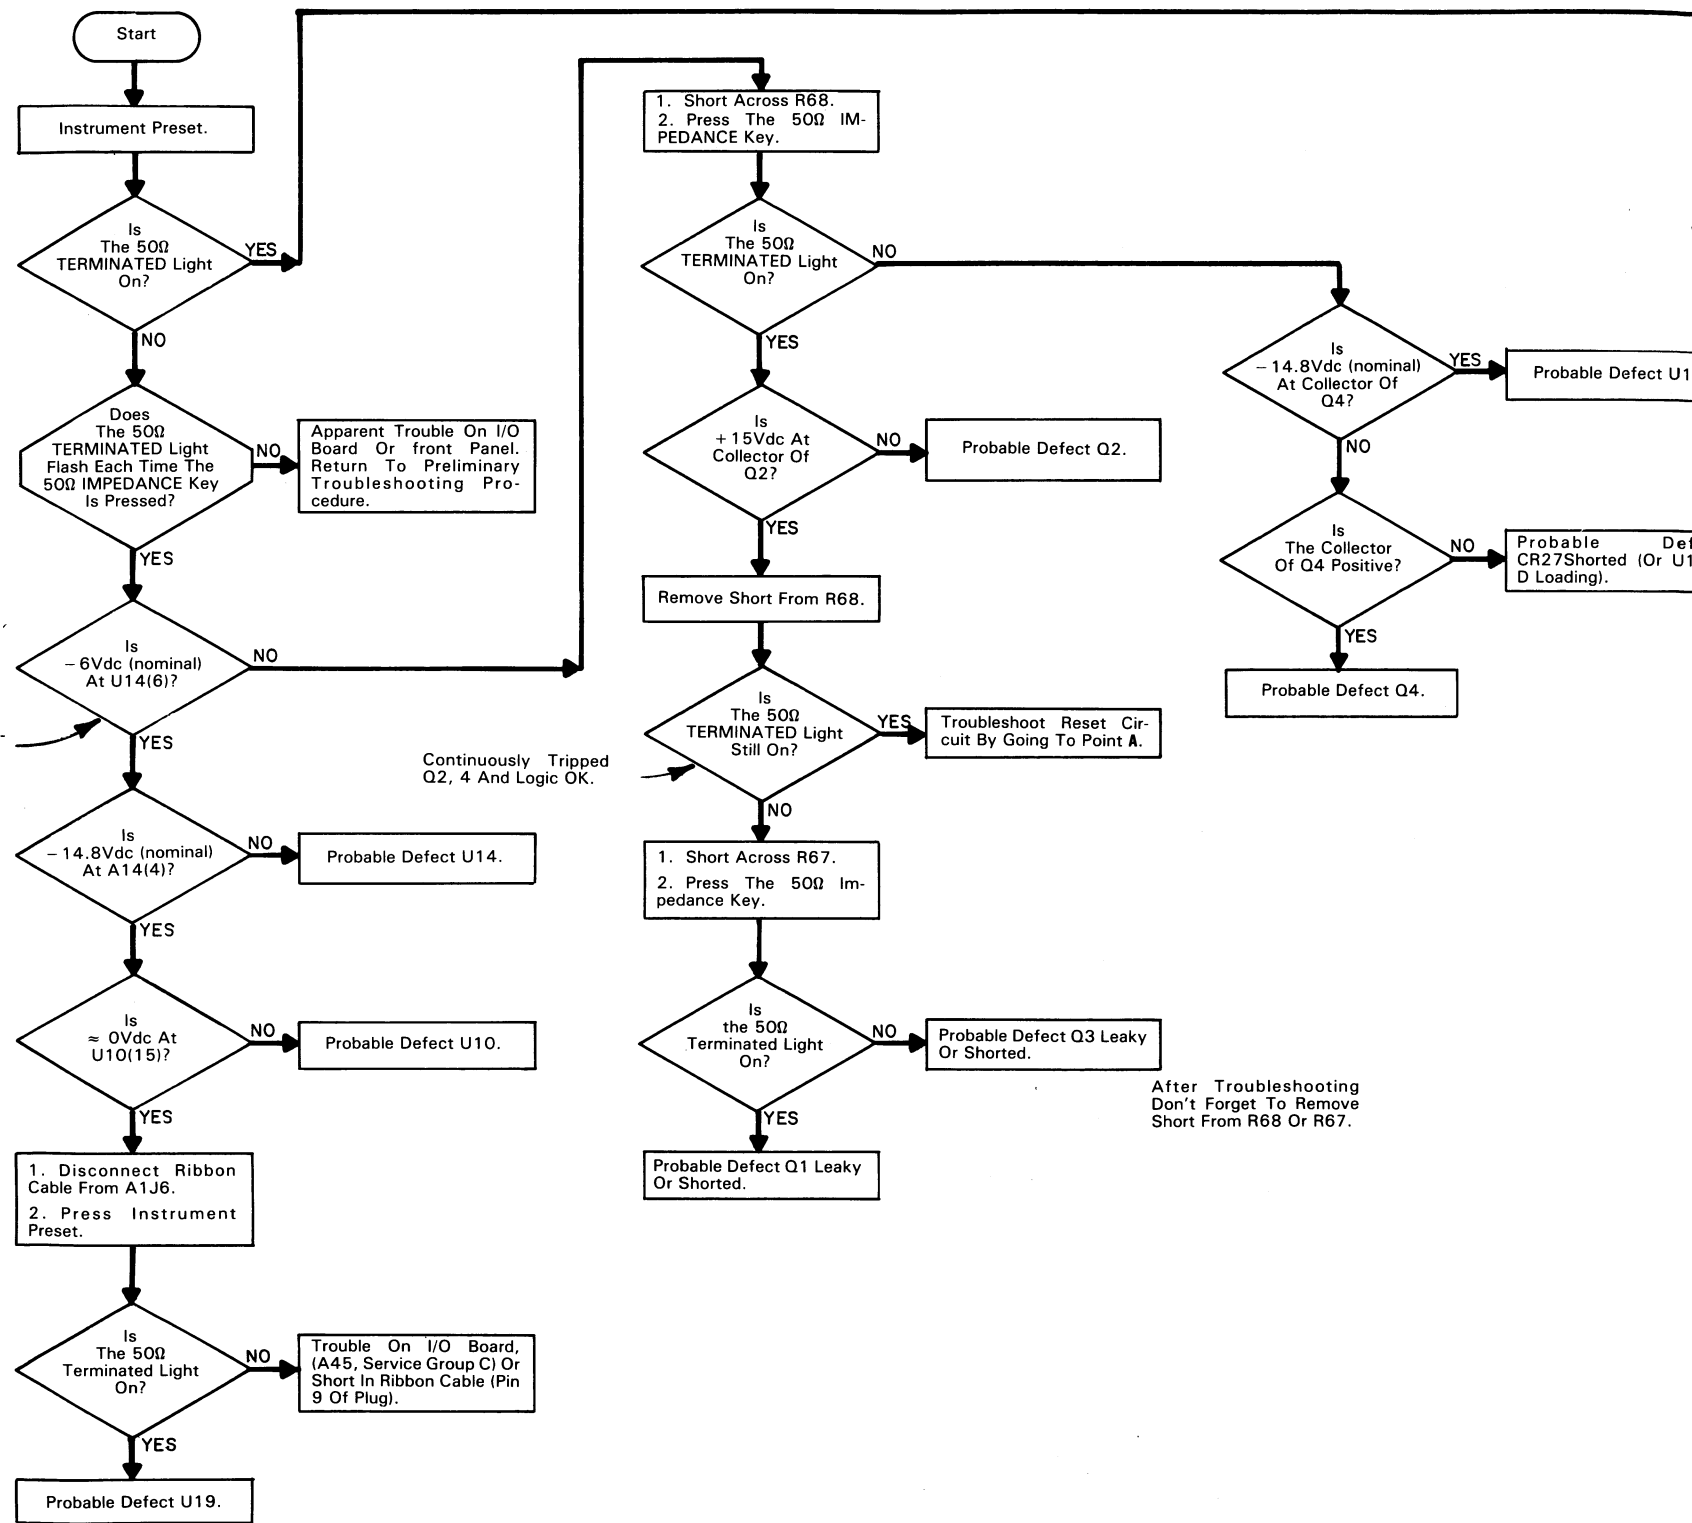 Start
Instrument Preset.
Is
The 50Ω
TERMINATED Light
On?
YES
NO
Does
The 50Ω
TERMINATED Light
Flash Each Time The
50Ω IMPEDANCE Key
Is Pressed?
NO
Apparent Trouble On I/O
Board Or front Panel.
Return To Preliminary
Troubleshooting Pro-
cedure.
YES
Is
–6Vdc (nominal)
At U14(6)?
NO
YES
Is
–14.8Vdc (nominal)
At A14(4)?
NO
Probable Defect U14.
YES
Is
≈ 0Vdc At
U10(15)?
NO
Probable Defect U10.
YES
1. Disconnect Ribbon
Cable From A1J6.
2. Press Instrument
Preset.
Is
The 50Ω
Terminated Light
On?
NO
Trouble On I/O Board,
(A45, Service Group C) Or
Short In Ribbon Cable (Pin
9 Of Plug).
YES
Probable Defect U19.
1. Short Across R68.
2. Press The 50Ω IM-
PEDANCE Key.
Is
The 50Ω
TERMINATED Light
On?
NO
YES
Is
+15Vdc At
Collector Of
Q2?
NO
Probable Defect Q2.
YES
Remove Short From R68.
Is
The 50Ω
TERMINATED Light
Still On?
YES
Troubleshoot Reset Cir-
cuit By Going To Point A.
Continuously Tripped
Q2, 4 And Logic OK.
NO
1. Short Across R67.
2. Press The 50Ω Im-
pedance Key.
Is
the 50Ω
Terminated Light
On?
NO
Probable Defect Q3 Leaky
Or Shorted.
YES
Probable Defect Q1 Leaky
Or Shorted.
After Troubleshooting
Don't Forget To Remove
Short From R68 Or R67.
Is
–14.8Vdc (nominal)
At Collector Of
Q4?
YES
Probable Defect U1
NO
Is
The Collector
Of Q4 Positive?
NO
Probable Def
CR27Shorted (Or U1
D Loading).
YES
Probable Defect Q4.